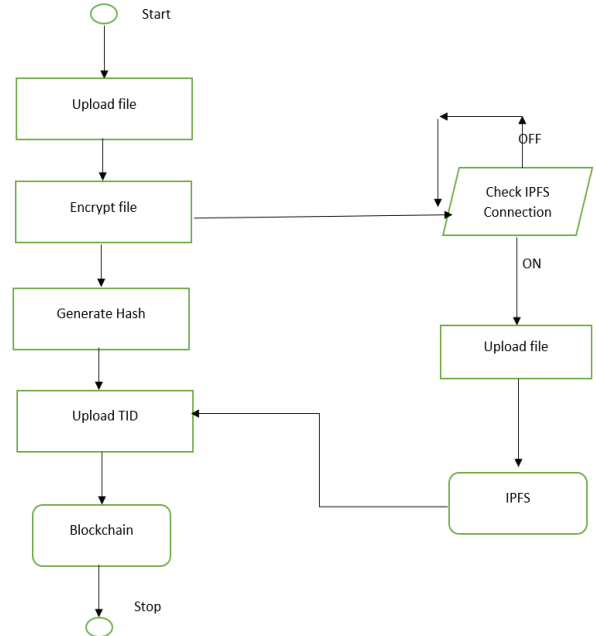 Start
Upload file
OFF
Encrypt file
Check IPFS
Connection
ON
Generate Hash
Upload file
Upload TID
IPFS
Blockchain
Stop